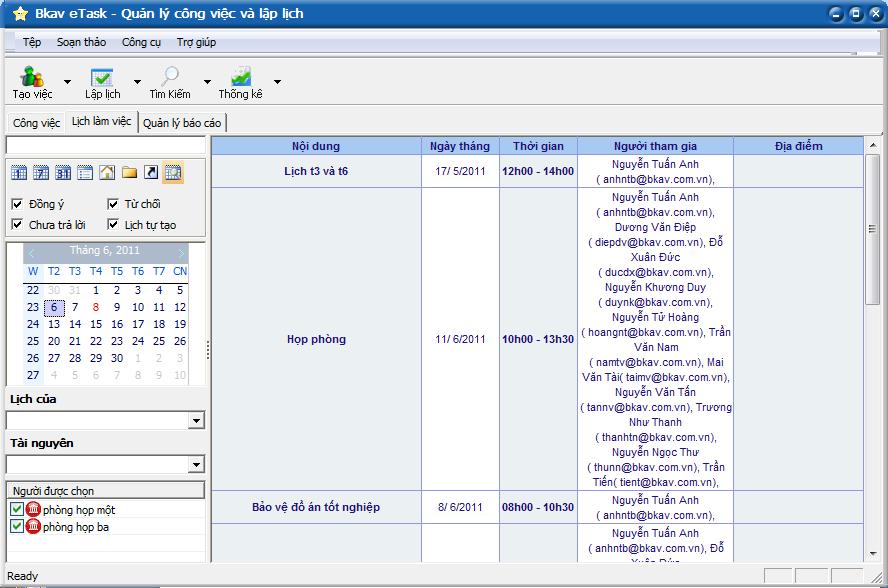 Bkav eTask - Quản lý công việc và lập lịch
Tệp Soạn thảo Công cụ Trợ giúp
Tạo việc Lập lịch Tìm Kiếm Thống kê
Công việc Lịch làm việc Quản lý báo cáo
1 7 31
Đồng ý Từ chối
Chưa trả lời Lịch tự tạo
Tháng 6, 2011
W T2 T3 T4 T5 T6 T7 CN
22 30 31 1 2 3 4 5
23 6 7 8 9 10 11 12
24 13 14 15 16 17 18 19
25 20 21 22 23 24 25 26
26 27 28 29 30 1 2 3
27 4 5 6 7 8 9 10
Lịch của
Tài nguyên
Người được chọn
phòng họp một
phòng họp ba
Nội dung Ngày tháng Thời gian Người tham gia Địa điểm
Lịch t3 và t6 17/ 5/2011 12h00 - 14h00
Nguyễn Tuấn Anh
( anhntb@bkav.com.vn),
Họp phòng 11/ 6/2011 10h00 - 13h30
Nguyễn Tuấn Anh
( anhntb@bkav.com.vn),
Dương Văn Điệp
( diepdv@bkav.com.vn), Đỗ
Xuân Đức
( ducdx@bkav.com.vn),
Nguyễn Khương Duy
( duynk@bkav.com.vn),
Nguyễn Tử Hoàng
( hoangnt@bkav.com.vn), Trần
Văn Nam
( namtv@bkav.com.vn), Mai
Văn Tài( taimv@bkav.com.vn),
Nguyễn Văn Tấn
( tannv@bkav.com.vn), Trương
Như Thanh
( thanhtn@bkav.com.vn),
Nguyễn Ngọc Thư
( thunn@bkav.com.vn), Trần
Tiến( tient@bkav.com.vn),
Bảo vệ đồ án tốt nghiệp 8/ 6/2011 08h00 - 10h30
Nguyễn Tuấn Anh
( anhntb@bkav.com.vn),
Nguyễn Tuấn Anh
( anhntb@bkav.com.vn), Đỗ
Xuân Đức
Ready